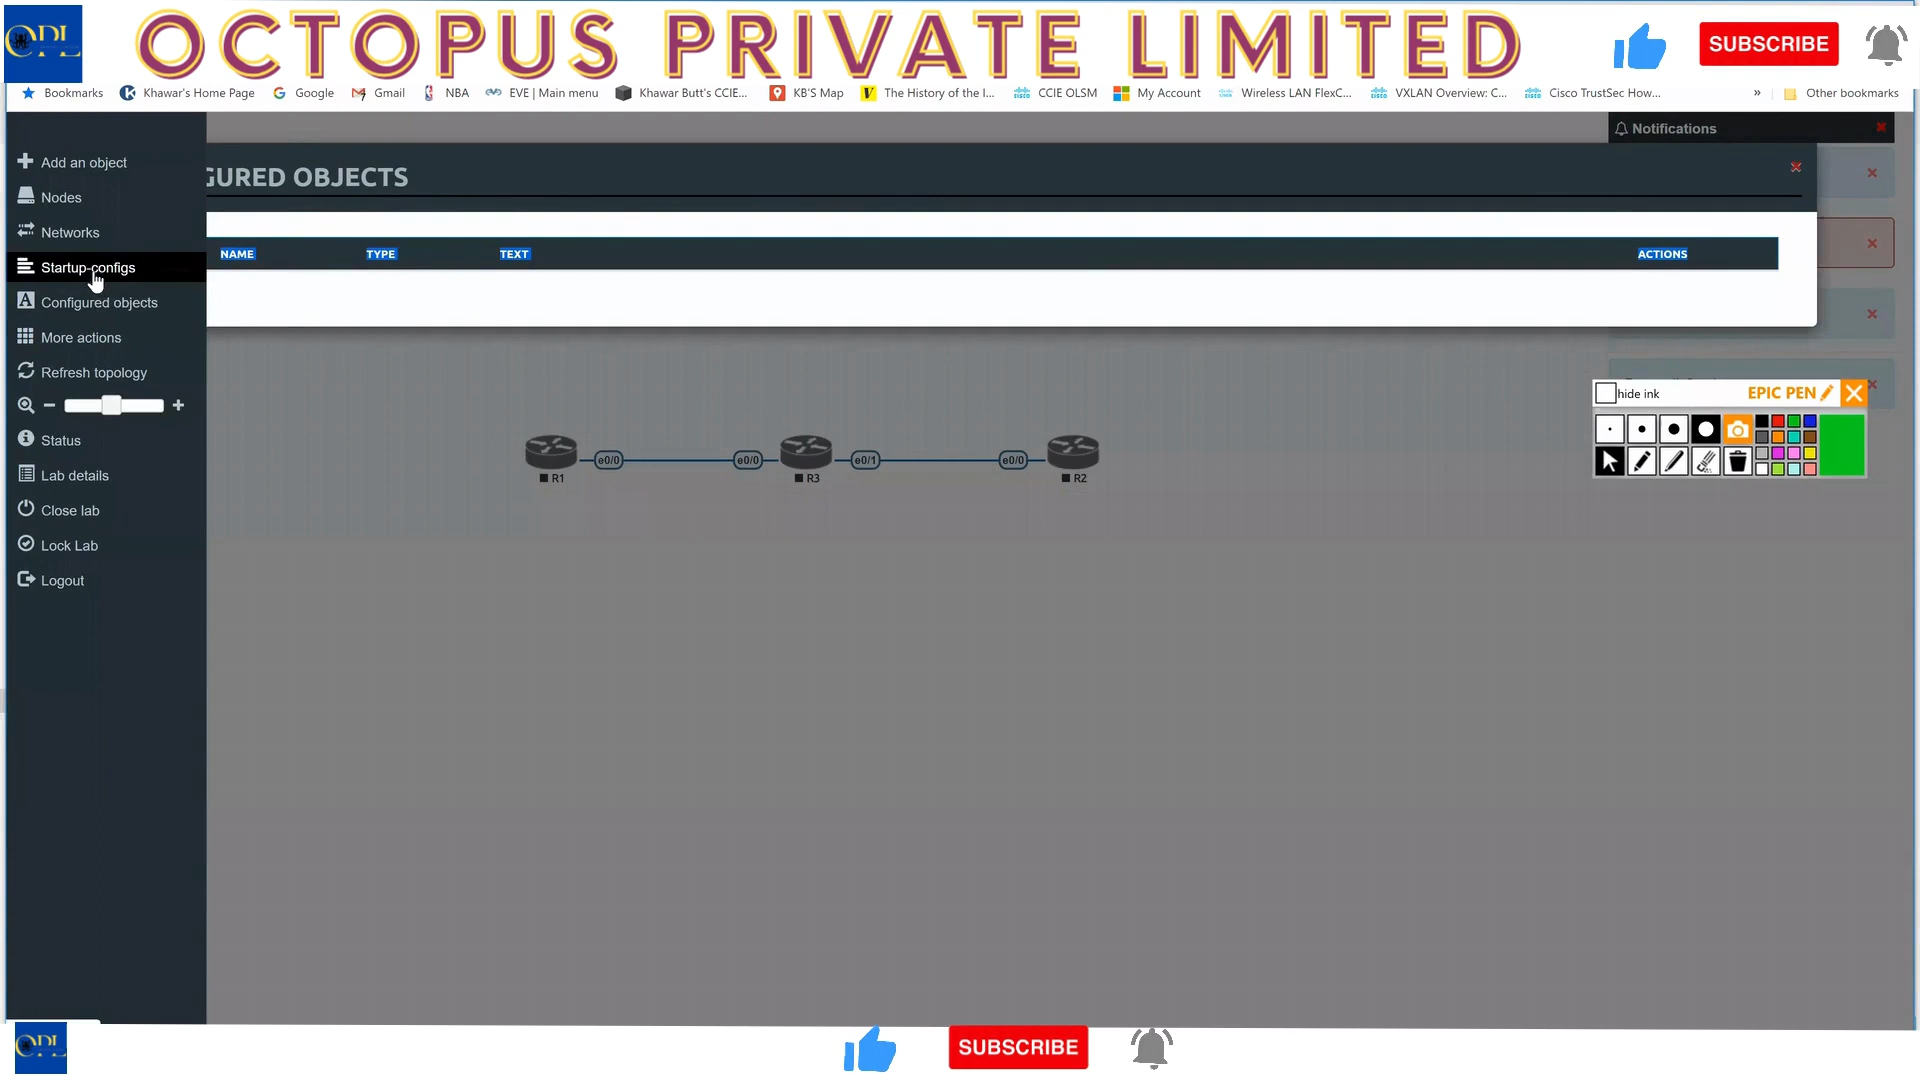 OPL OCTOPUS PRIVATE LIMITED SUBSCRIBE
Bookmarks Khawar's Home Page Google Gmail NBA EVE | Main menu Khawar Butt's CCIE... KB'S Map The History of the I... CCIE OLSM My Account Wireless LAN FlexC... VXLAN Overview: C... Cisco TrustSec How... » Other bookmarks
Notifications
Add an object
GURED OBJECTS
Nodes
Networks
NAME TYPE TEXT ACTIONS
Startup-configs
Configured objects
More actions
Refresh topology
hide ink EPIC PEN
Status
e0/0 e0/0 e0/1 e0/0
Lab details
R1 R3 R2
Close lab
Lock Lab
Logout
OPL SUBSCRIBE